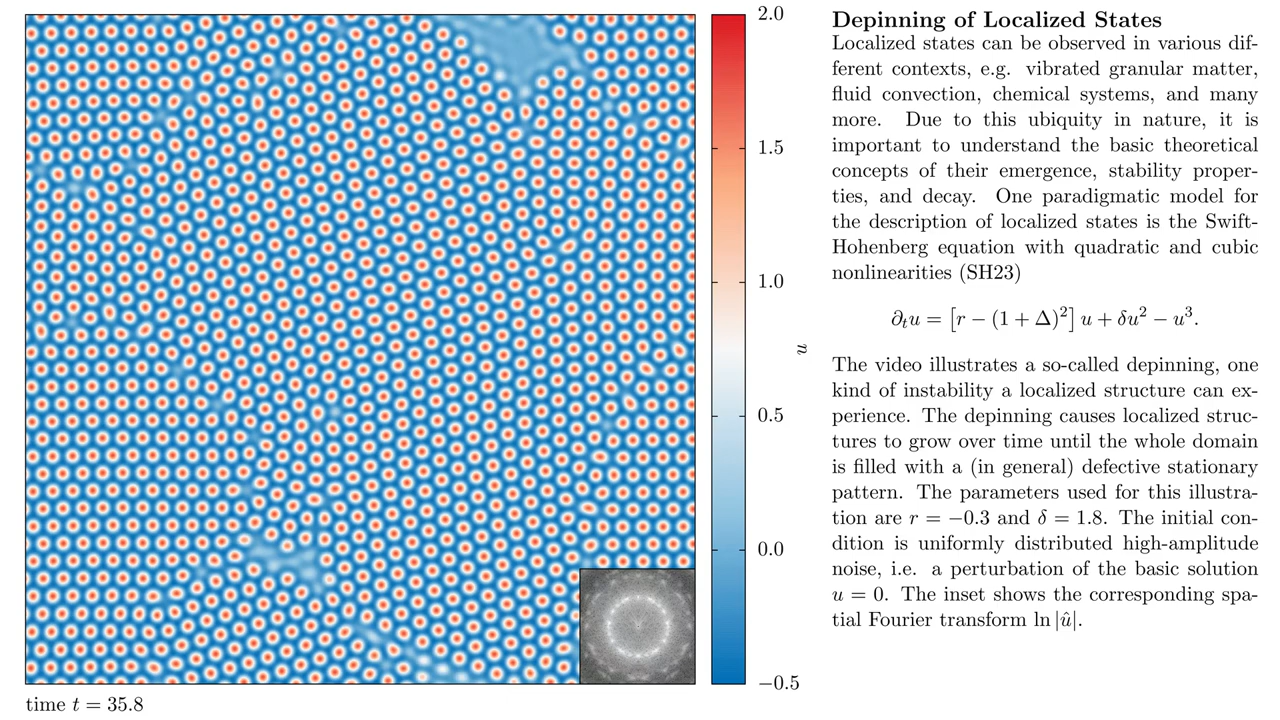 2.0
1.5
1.0
0.5
0.0
−0.5
u
time t = 35.8
Depinning of Localized States
Localized states can be observed in various dif-
ferent contexts, e.g. vibrated granular matter,
fluid convection, chemical systems, and many
more. Due to this ubiquity in nature, it is
important to understand the basic theoretical
concepts of their emergence, stability proper-
ties, and decay. One paradigmatic model for
the description of localized states is the Swift-
Hohenberg equation with quadratic and cubic
nonlinearities (SH23)
∂ₜu = [r − (1 + Δ)²] u + δu² − u³.
The video illustrates a so-called depinning, one
kind of instability a localized structure can ex-
perience. The depinning causes localized struc-
tures to grow over time until the whole domain
is filled with a (in general) defective stationary
pattern. The parameters used for this illustra-
tion are r = −0.3 and δ = 1.8. The initial con-
dition is uniformly distributed high-amplitude
noise, i.e. a perturbation of the basic solution
u = 0. The inset shows the corresponding spa-
tial Fourier transform ln |û|.